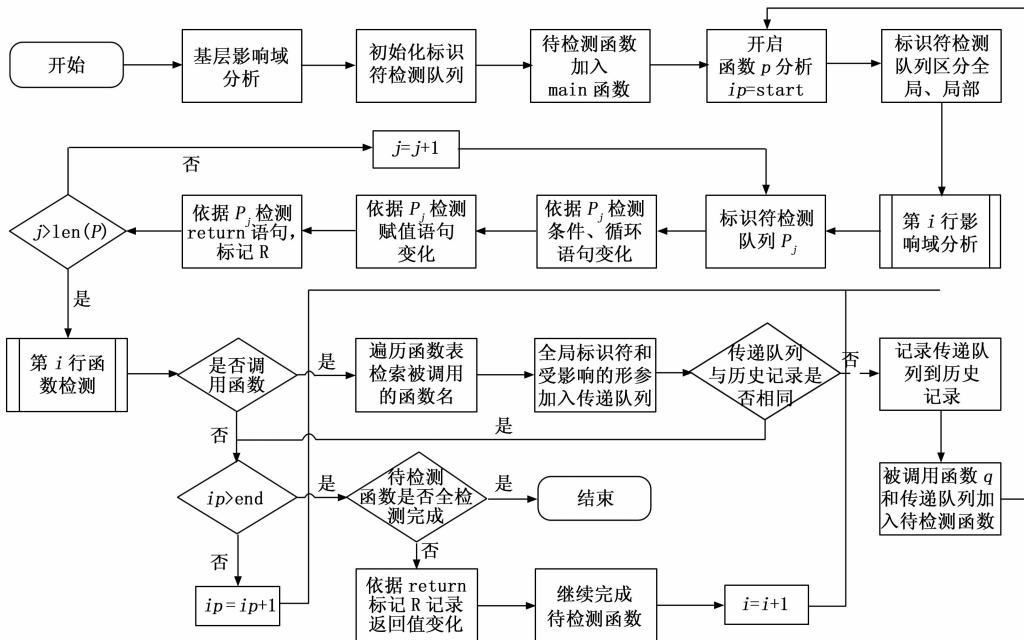 开始
基层影响域
分析
初始化标识
符检测队列
待检测函数
加入
main 函数
开启
函数 p 分析
ip=start
标识符检测
队列区分全
局、局部
否
j=j+1
j>len(P)
依据 Pj 检测
return 语句，
标记 R
依据 Pj 检测
赋值语句
变化
依据 Pj 检测
条件、循环
语句变化
标识符检测
队列 Pj
第 i 行影
响域分析
是
第 i 行函
数检测
是否调
用函数
是
遍历函数表
检索被调用
的函数名
全局标识符和
受影响的形参
加入传递队列
传递队列
与历史记录是
否相同
否
记录传递队
列到历史
记录
否
是
ip>end
是
待检测
函数是否全检
测完成
是
结束
被调用函数 q
和传递队列加
入待检测函数
否
否
ip=ip+1
依据 return
标记 R 记录
返回值变化
继续完成
待检测函数
i=i+1